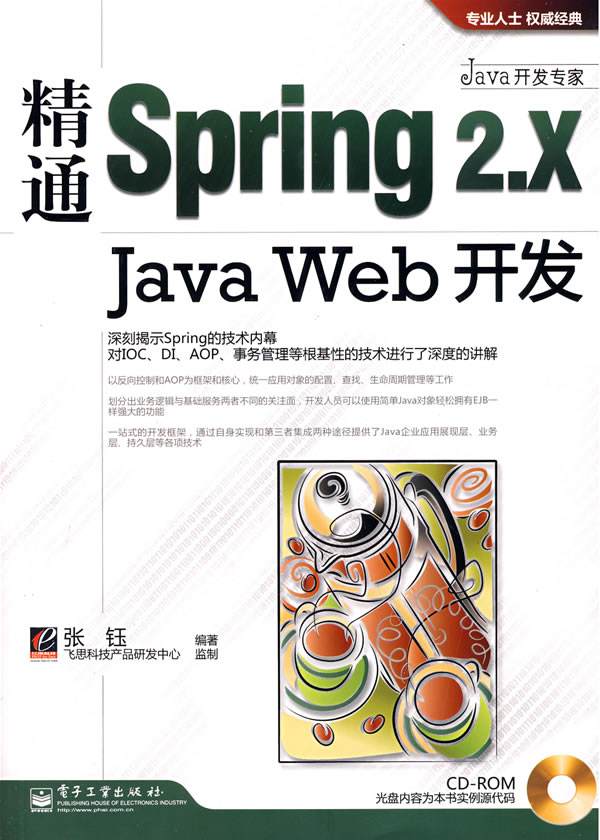 专业人士 权威经典
Java开发专家
精通
Spring 2.X
Java Web 开发
深刻揭示Spring的技术内幕
对IOC、DI、AOP、事务管理等根基性的技术进行了深度的讲解
以反向控制和AOP为框架和核心，统一应用对象的配置、查找、生命周期管理等工作
划分出业务逻辑与基础服务两者不同的关注面，开发人员可以使用简单Java对象轻松拥有EJB一
样强大的功能
一站式的开发框架，通过自身实现和第三者集成两种途径提供了Java企业应用展现层、业务
层、持久层等各项技术
张 钰 编著
飞思科技产品研发中心 监制
CD-ROM
光盘内容为本书实例源代码
电子工业出版社
PUBLISHING HOUSE OF ELECTRONICS INDUSTRY